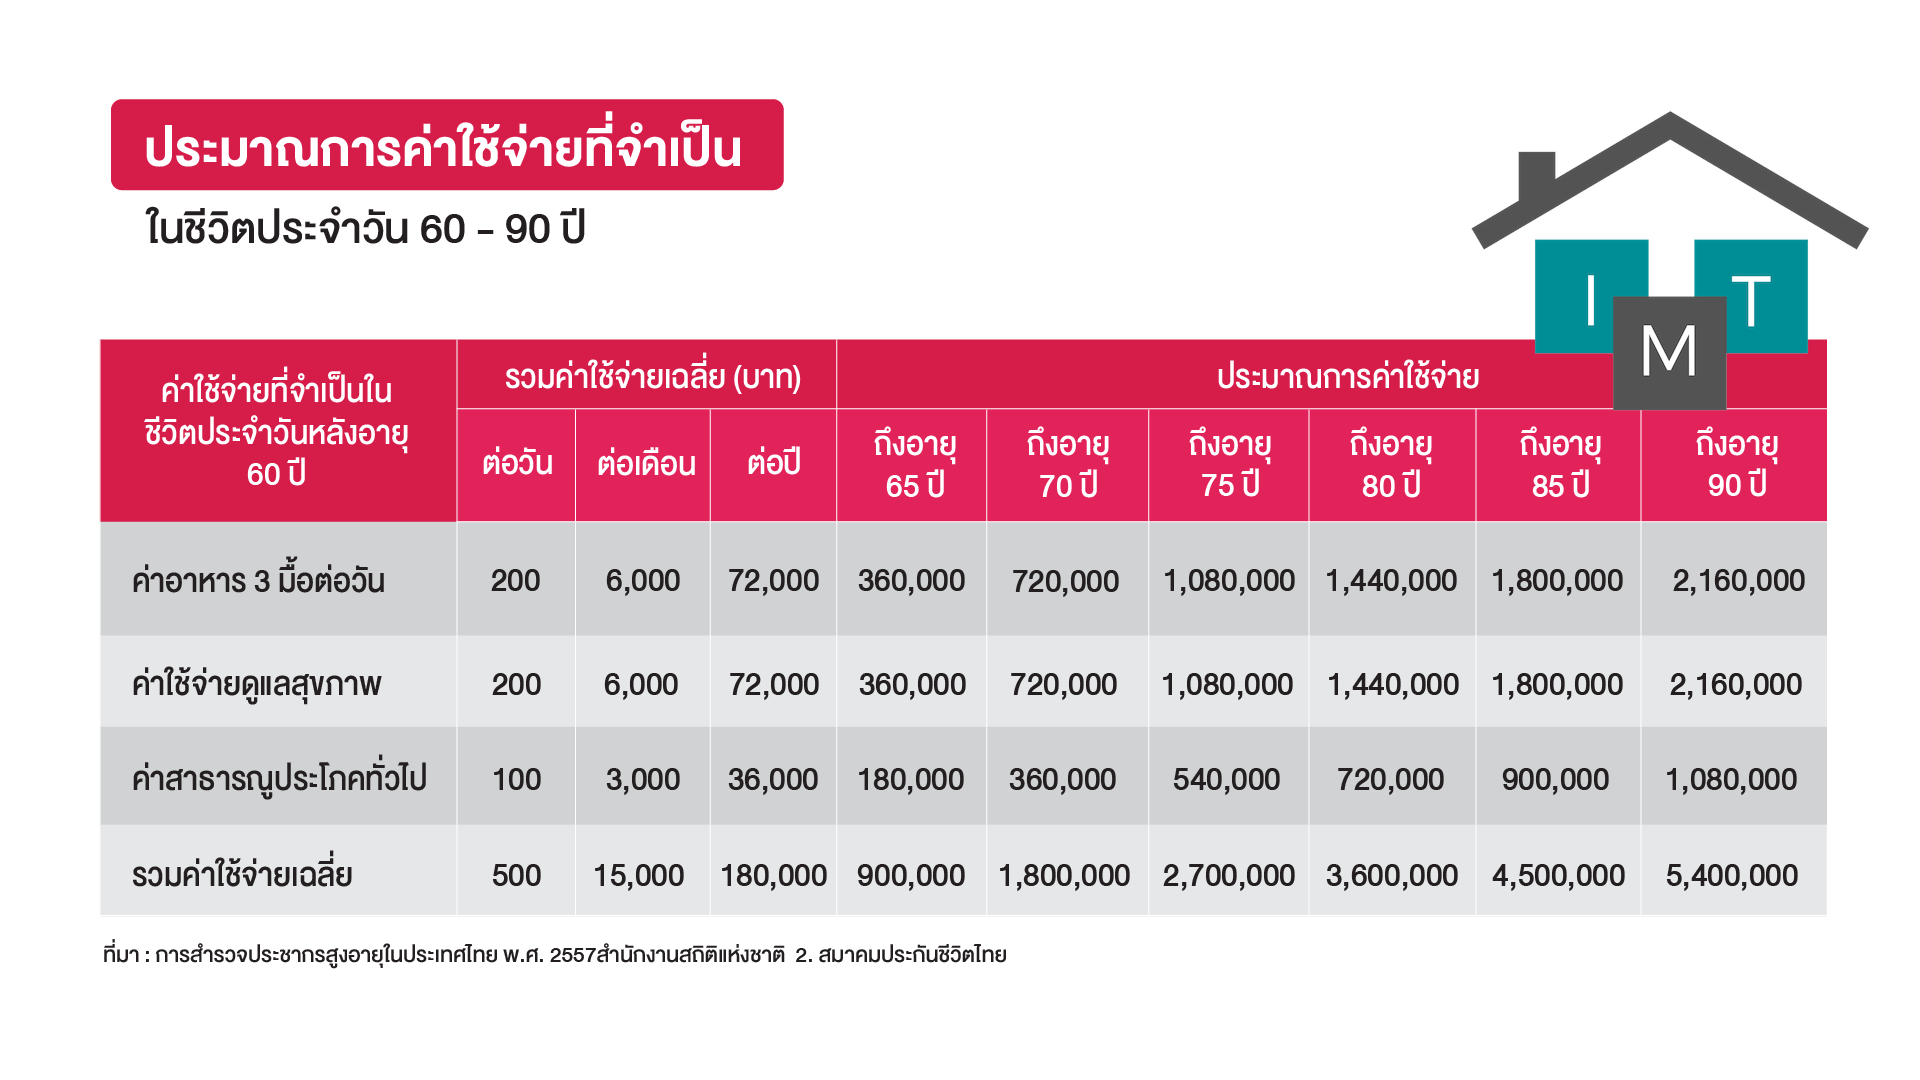 ประมาณการค่าใช้จ่ายที่จำเป็น
ในชีวิตประจำวัน 60 - 90 ปี
I M T
ค่าใช้จ่ายที่จำเป็นใน
ชีวิตประจำวันหลังอายุ
60 ปี
รวมค่าใช้จ่ายเฉลี่ย (บาท) ประมาณการค่าใช้จ่าย
ต่อวัน ต่อเดือน ต่อปี ถึงอายุ 65 ปี ถึงอายุ 70 ปี ถึงอายุ 75 ปี ถึงอายุ 80 ปี ถึงอายุ 85 ปี ถึงอายุ 90 ปี
ค่าอาหาร 3 มื้อต่อวัน 200 6,000 72,000 360,000 720,000 1,080,000 1,440,000 1,800,000 2,160,000
ค่าใช้จ่ายดูแลสุขภาพ 200 6,000 72,000 360,000 720,000 1,080,000 1,440,000 1,800,000 2,160,000
ค่าสาธารณูประโภคทั่วไป 100 3,000 36,000 180,000 360,000 540,000 720,000 900,000 1,080,000
รวมค่าใช้จ่ายเฉลี่ย 500 15,000 180,000 900,000 1,800,000 2,700,000 3,600,000 4,500,000 5,400,000
ที่มา : การสำรวจประชากรสูงอายุในประเทศไทย พ.ศ. 2557สำนักงานสถิติแห่งชาติ 2. สมาคมประกันชีวิตไทย